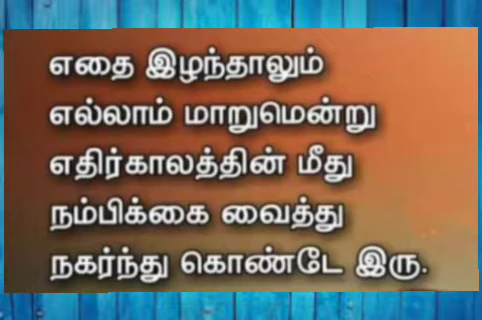 எதை இழந்தாலும்
எல்லாம் மாறுமென்று
எதிர்காலத்தின் மீது
நம்பிக்கை வைத்து
நகர்ந்து கொண்டே இரு.